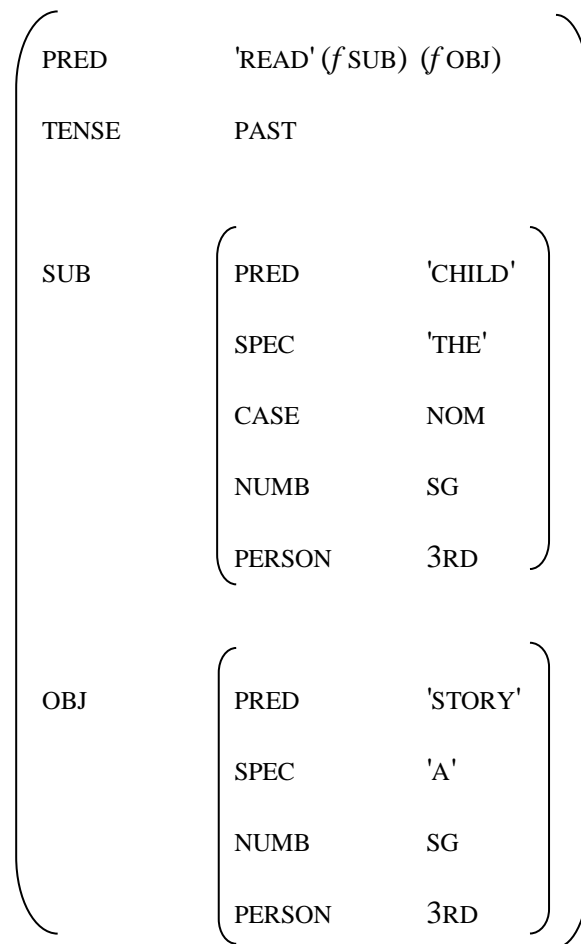 PRED 'READ' (f SUB) (f OBJ)
TENSE PAST
SUB PRED 'CHILD'
SPEC 'THE'
CASE NOM
NUMB SG
PERSON 3RD
OBJ PRED 'STORY'
SPEC 'A'
NUMB SG
PERSON 3RD